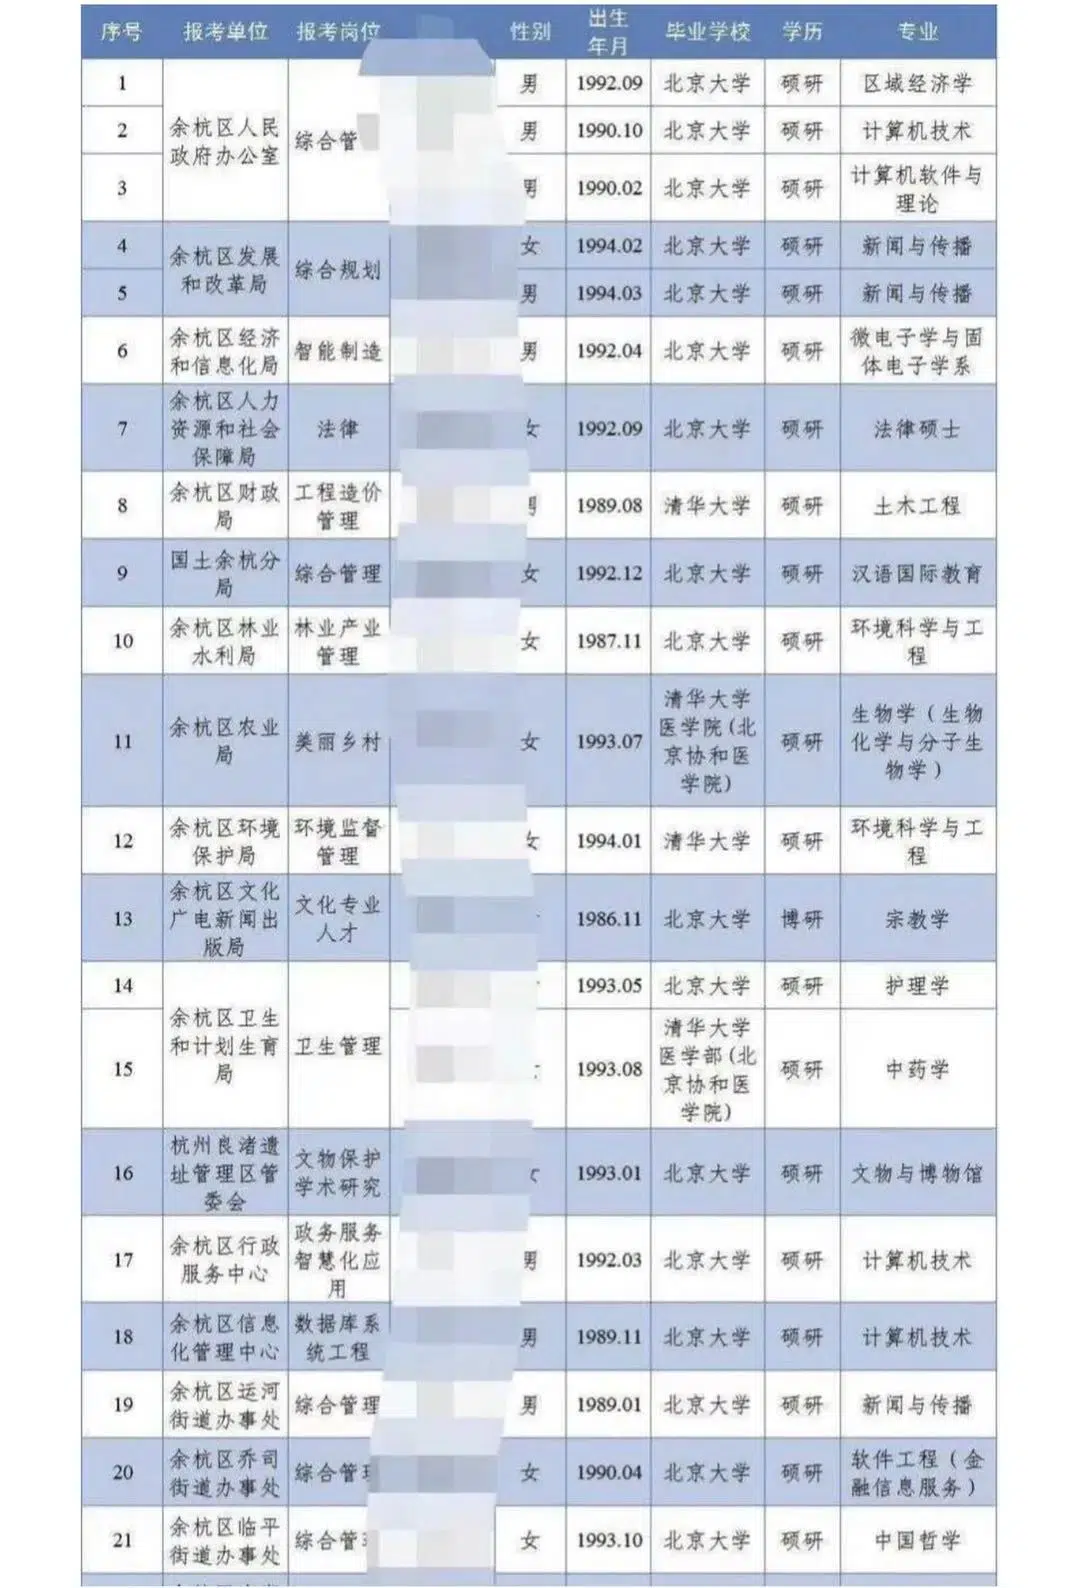 序号 报考单位 报考岗位 性别 出生 毕业学校 学历 专业
年月
1 余杭区人民 综合管 男 1992.09 北京大学 硕研 区域经济学
政府办公室
2 男 1990.10 北京大学 硕研 计算机技术
3 男 1990.02 北京大学 硕研 计算机软件与
理论
4 余杭区发展 综合规划 女 1994.02 北京大学 硕研 新闻与传播
和改革局
5 男 1994.03 北京大学 硕研 新闻与传播
6 余杭区经济 智能制造 男 1992.04 北京大学 硕研 微电子学与固
和信息化局 体电子学系
7 余杭区人力 法律 女 1992.09 北京大学 硕研 法律硕士
资源和社会
保障局
8 余杭区财政 工程造价 1989.08 清华大学 硕研 土木工程
局 管理
9 国土余杭分 综合管理 女 1992.12 北京大学 硕研 汉语国际教育
局
10 余杭区林业 林业产业 女 1987.11 北京大学 硕研 环境科学与工
水利局 管理 程
11 余杭区农业 美丽乡村 女 1993.07 清华大学 硕研 生物学（生物
局 医学院(北 化学与分子生
京协和医 物学）
学院)
12 余杭区环境 环境监督 女 1994.01 清华大学 硕研 环境科学与工
保护局 管理 程
13 余杭区文化 文化专业 1986.11 北京大学 博研 宗教学
广电新闻出 人才
版局
14 余杭区卫生 卫生管理 1993.05 北京大学 硕研 护理学
和计划生育
局
15 1993.08 清华大学 硕研 中药学
医学部(北
京协和医
学院)
16 杭州良渚遗 文物保护 1993.01 北京大学 硕研 文物与博物馆
址管理区管 学术研究
委会
17 余杭区行政 政务服务 男 1992.03 北京大学 硕研 计算机技术
服务中心 智慧化应
用
18 余杭区信息 数据库系 男 1989.11 北京大学 硕研 计算机技术
化管理中心 统工程
19 余杭区运河 综合管理 男 1989.01 北京大学 硕研 新闻与传播
街道办事处
20 余杭区乔司 综合管 女 1990.04 北京大学 硕研 软件工程（金
街道办事处 融信息服务）
21 余杭区临平 综合管 女 1993.10 北京大学 硕研 中国哲学
街道办事处